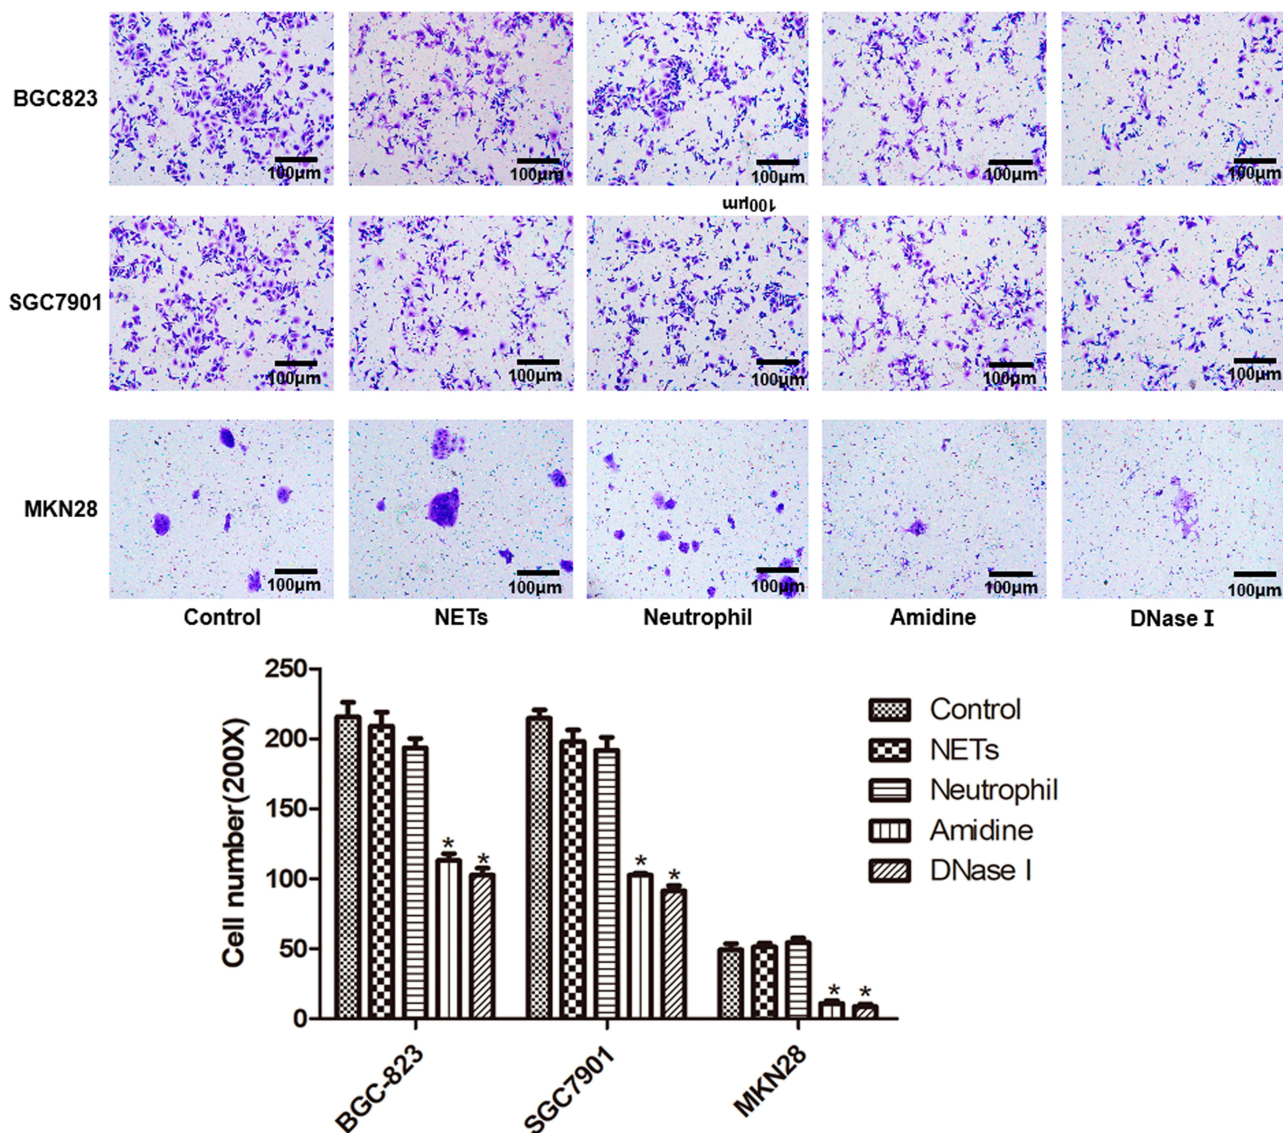 BGC823
100μm 100μm 100μm 100μm 100μm
100μm
SGC7901
100μm 100μm 100μm 100μm 100μm
MKN28
100μm 100μm 100μm 100μm 100μm
Control NETs Neutrophil Amidine DNase I
250
200
150
100
50
0
Cell number(200X)
* * * * * *
Control
NETs
Neutrophil
Amidine
DNase I
BGC-823 SGC7901 MKN28